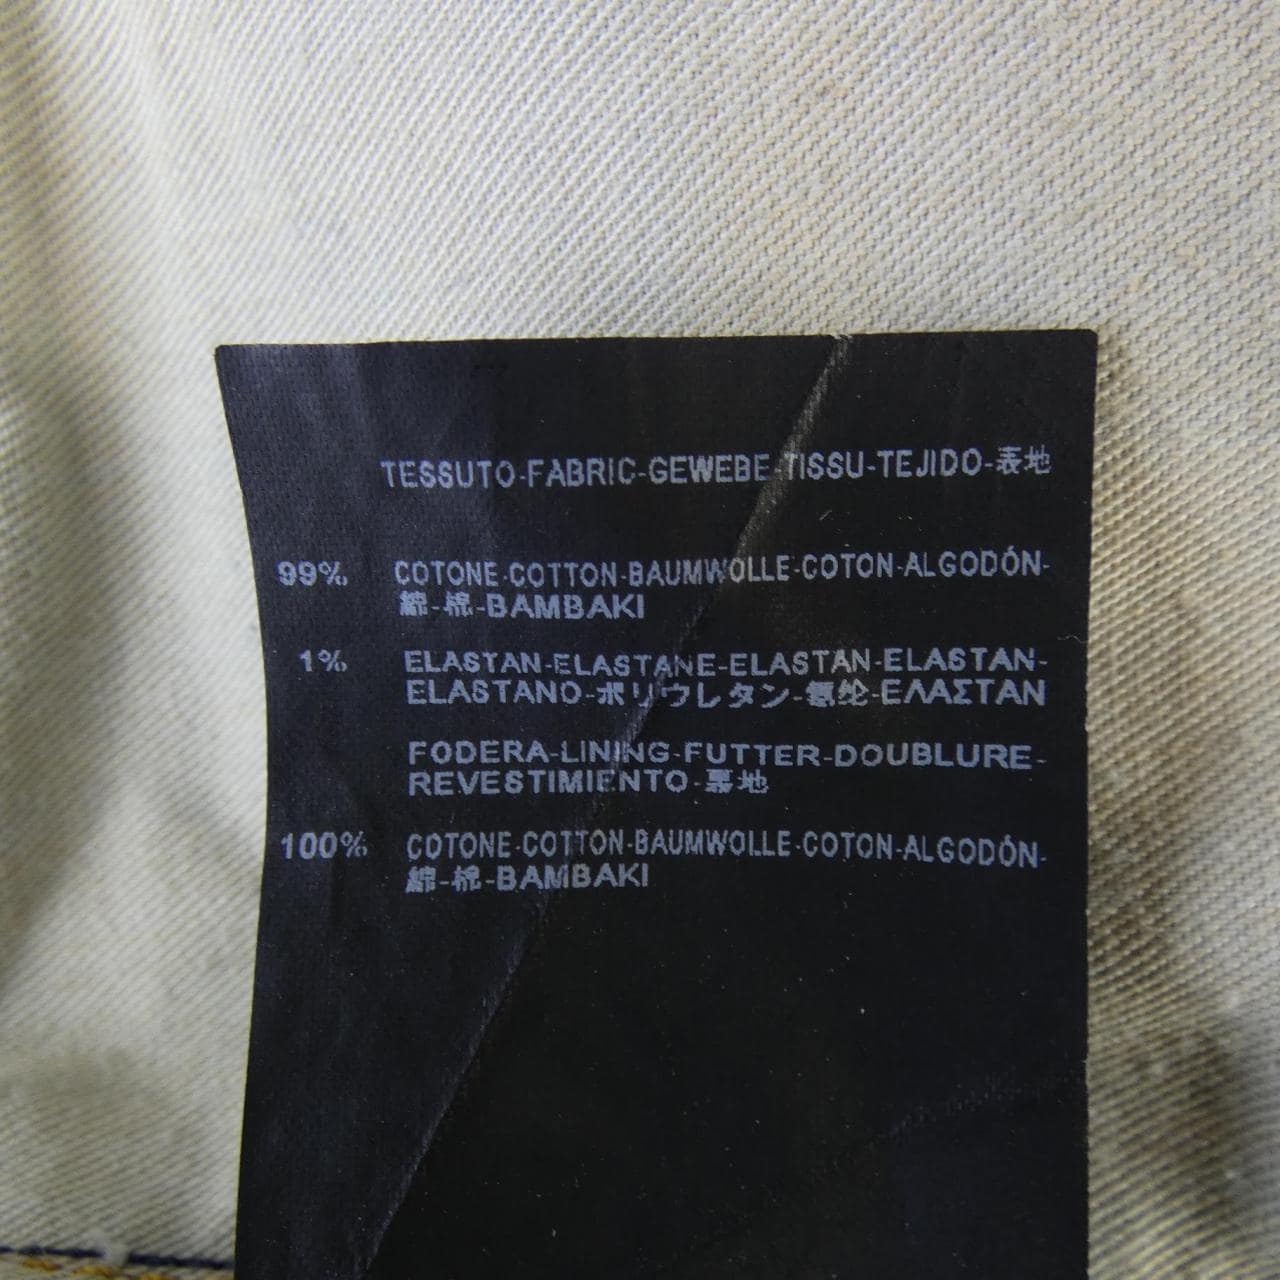 TESSUTO-FABRIC-GEWEBE-TISSU-TEJIDO-表地
99% COTONE-COTTON-BAUMWOLLE-COTON-ALGODÓN-
綿-棉-BAMBAKI
1% ELASTAN-ELASTANE-ELASTAN-ELASTAN-
ELASTANO-ポリウレタン-氨纶-ΕΛΑΣΤΑΝ
FODERA-LINING-FUTTER-DOUBLURE-
REVESTIMIENTO-裏地
100% COTONE-COTTON-BAUMWOLLE-COTON-ALGODÓN-
綿-棉-BAMBAKI